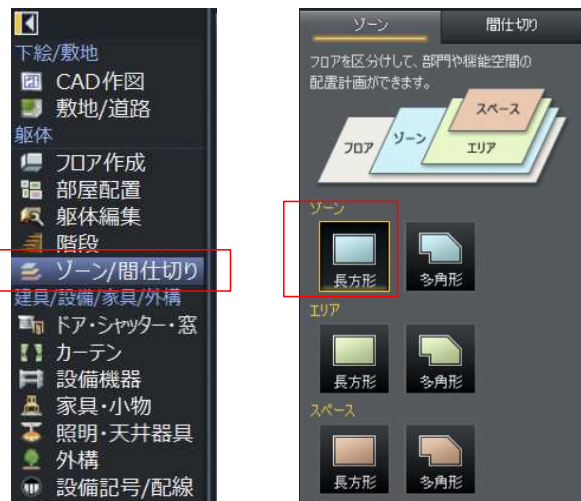 下絵/敷地
CAD作図
敷地/道路
躯体
フロア作成
部屋配置
躯体編集
階段
ゾーン/間仕切り
建具/設備/家具/外構
ドア・シャッター・窓
カーテン
設備機器
家具・小物
照明・天井器具
外構
設備記号/配線
ゾーン
間仕切り
フロアを区分けして、部門や機能空間の
配置計画ができます。
フロア
ゾーン
スペース
エリア
ゾーン
長方形
多角形
エリア
長方形
多角形
スペース
長方形
多角形